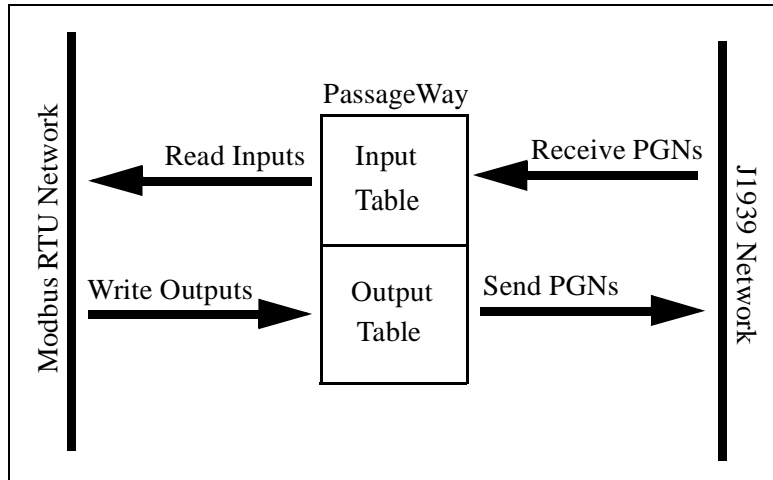 PassageWay
Modbus RTU Network
Read Inputs
Input
Table
Receive PGNs
J1939 Network
Write Outputs
Output
Table
Send PGNs